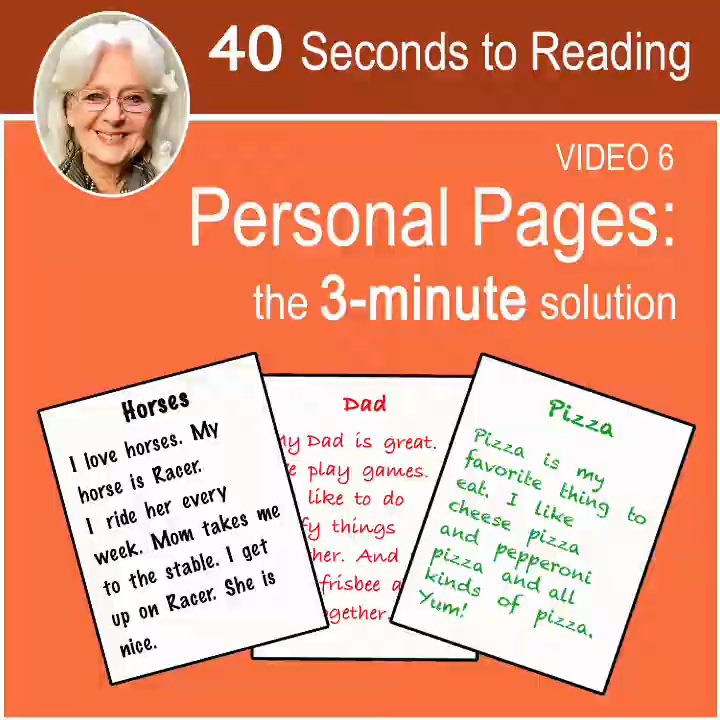 40 Seconds to Reading
VIDEO 6
Personal Pages:
the 3-minute solution
Horses
I love horses. My
horse is Racer.
I ride her every
week. Mom takes me
to the stable. I get
up on Racer. She is
nice.
Dad
Dad is great.
play games.
like to do
things
And
frisbee
Pizza
Pizza is my
favorite thing to
eat. I like
cheese pizza
and pepperoni
pizza and all
kinds of pizza.
Yum!